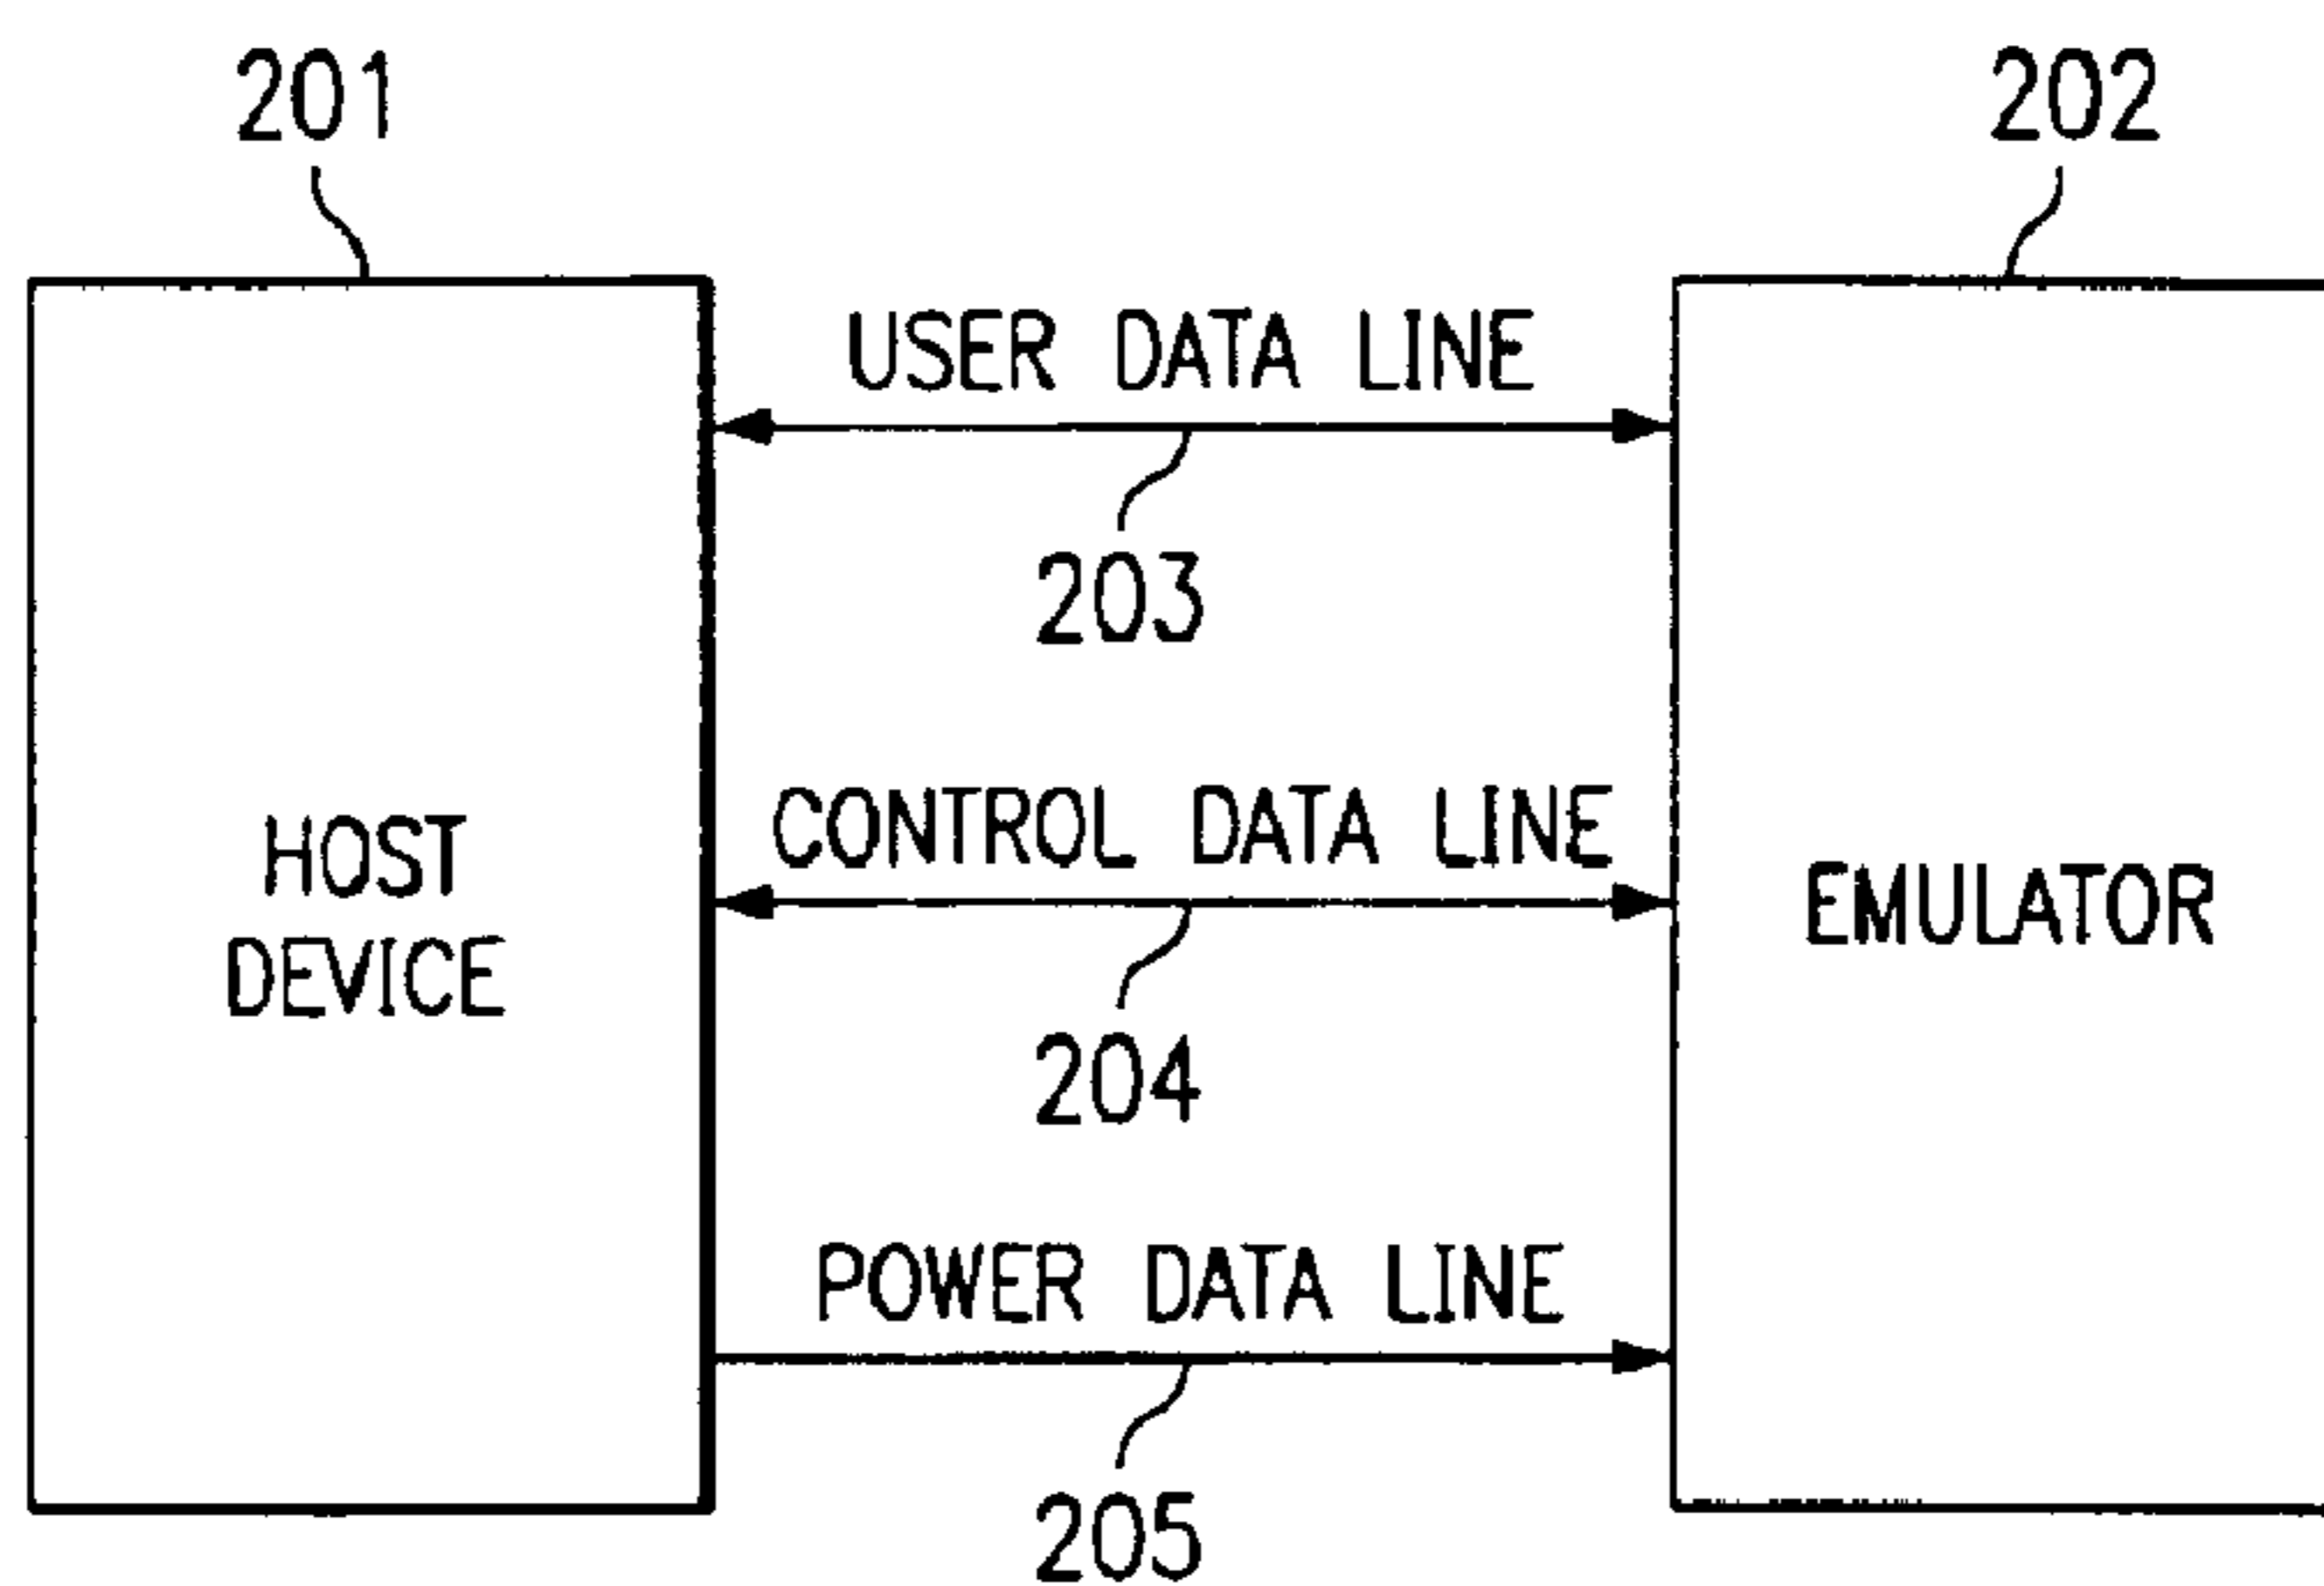 201
202
USER DATA LINE
203
HOST
DEVICE
CONTROL DATA LINE
EMULATOR
204
POWER DATA LINE
205